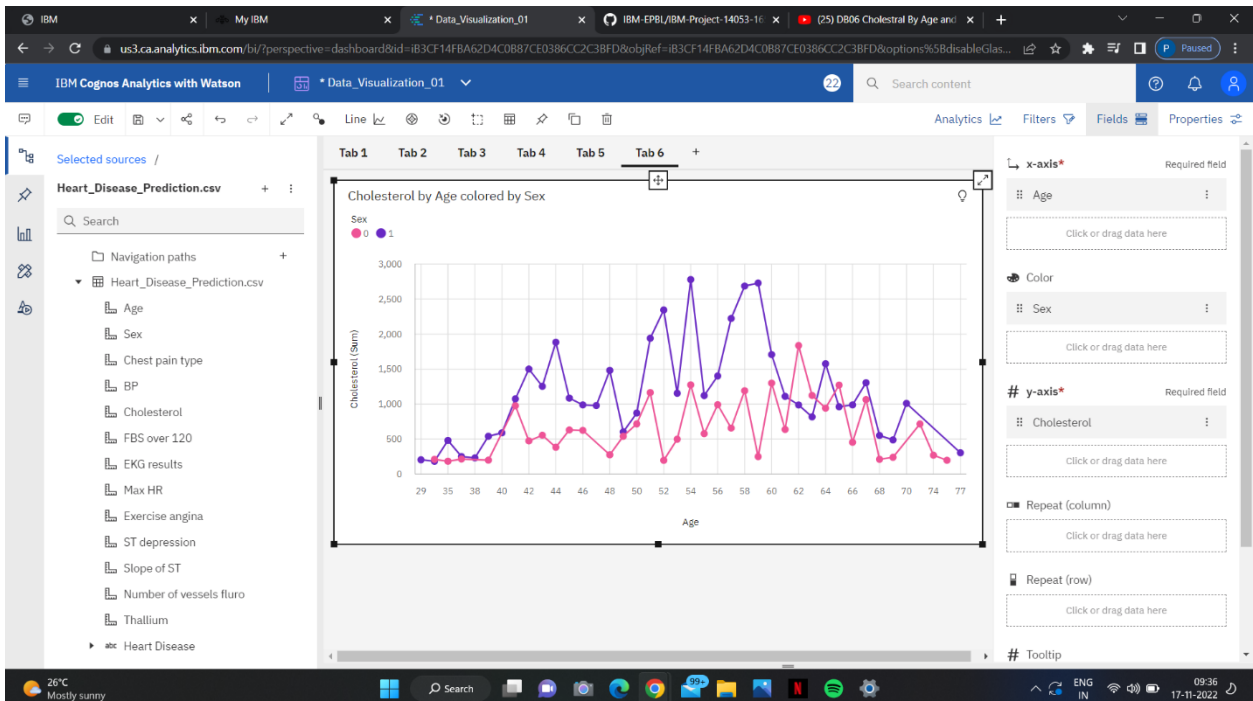 IBM
My IBM
* Data_Visualization_01
IBM-EPBL/IBM-Project-14053-16
(25) DB06 Cholestral By Age and
us3.ca.analytics.ibm.com/bi/?perspective=dashboard&id=iB3CF14FBA62D4C0B87CE0386CC2C3BFD&objRef=iB3CF14FBA62D4C0B87CE0386CC2C3BFD&options%5BdisableGlas...
P Paused
IBM Cognos Analytics with Watson
* Data_Visualization_01
22
Search content
Edit
Line
Analytics
Filters
Fields
Properties
Selected sources /
Heart_Disease_Prediction.csv
Search
Navigation paths
Heart_Disease_Prediction.csv
Age
Sex
Chest pain type
BP
Cholesterol
FBS over 120
EKG results
Max HR
Exercise angina
ST depression
Slope of ST
Number of vessels fluro
Thallium
abc Heart Disease
Tab 1 Tab 2 Tab 3 Tab 4 Tab 5 Tab 6 +
Cholesterol by Age colored by Sex
Sex
0 1
Cholesterol (Sum)
3,000
2,500
2,000
1,500
1,000
500
0
29 35 38 40 42 44 46 48 50 52 54 56 58 60 62 64 66 68 70 74 77
Age
x-axis* Required field
Age
Click or drag data here
Color
Sex
Click or drag data here
# y-axis* Required field
Cholesterol
Click or drag data here
Repeat (column)
Click or drag data here
Repeat (row)
Click or drag data here
# Tooltip
26°C
Mostly sunny
Search
99+
N
ENG
IN
09:36
17-11-2022